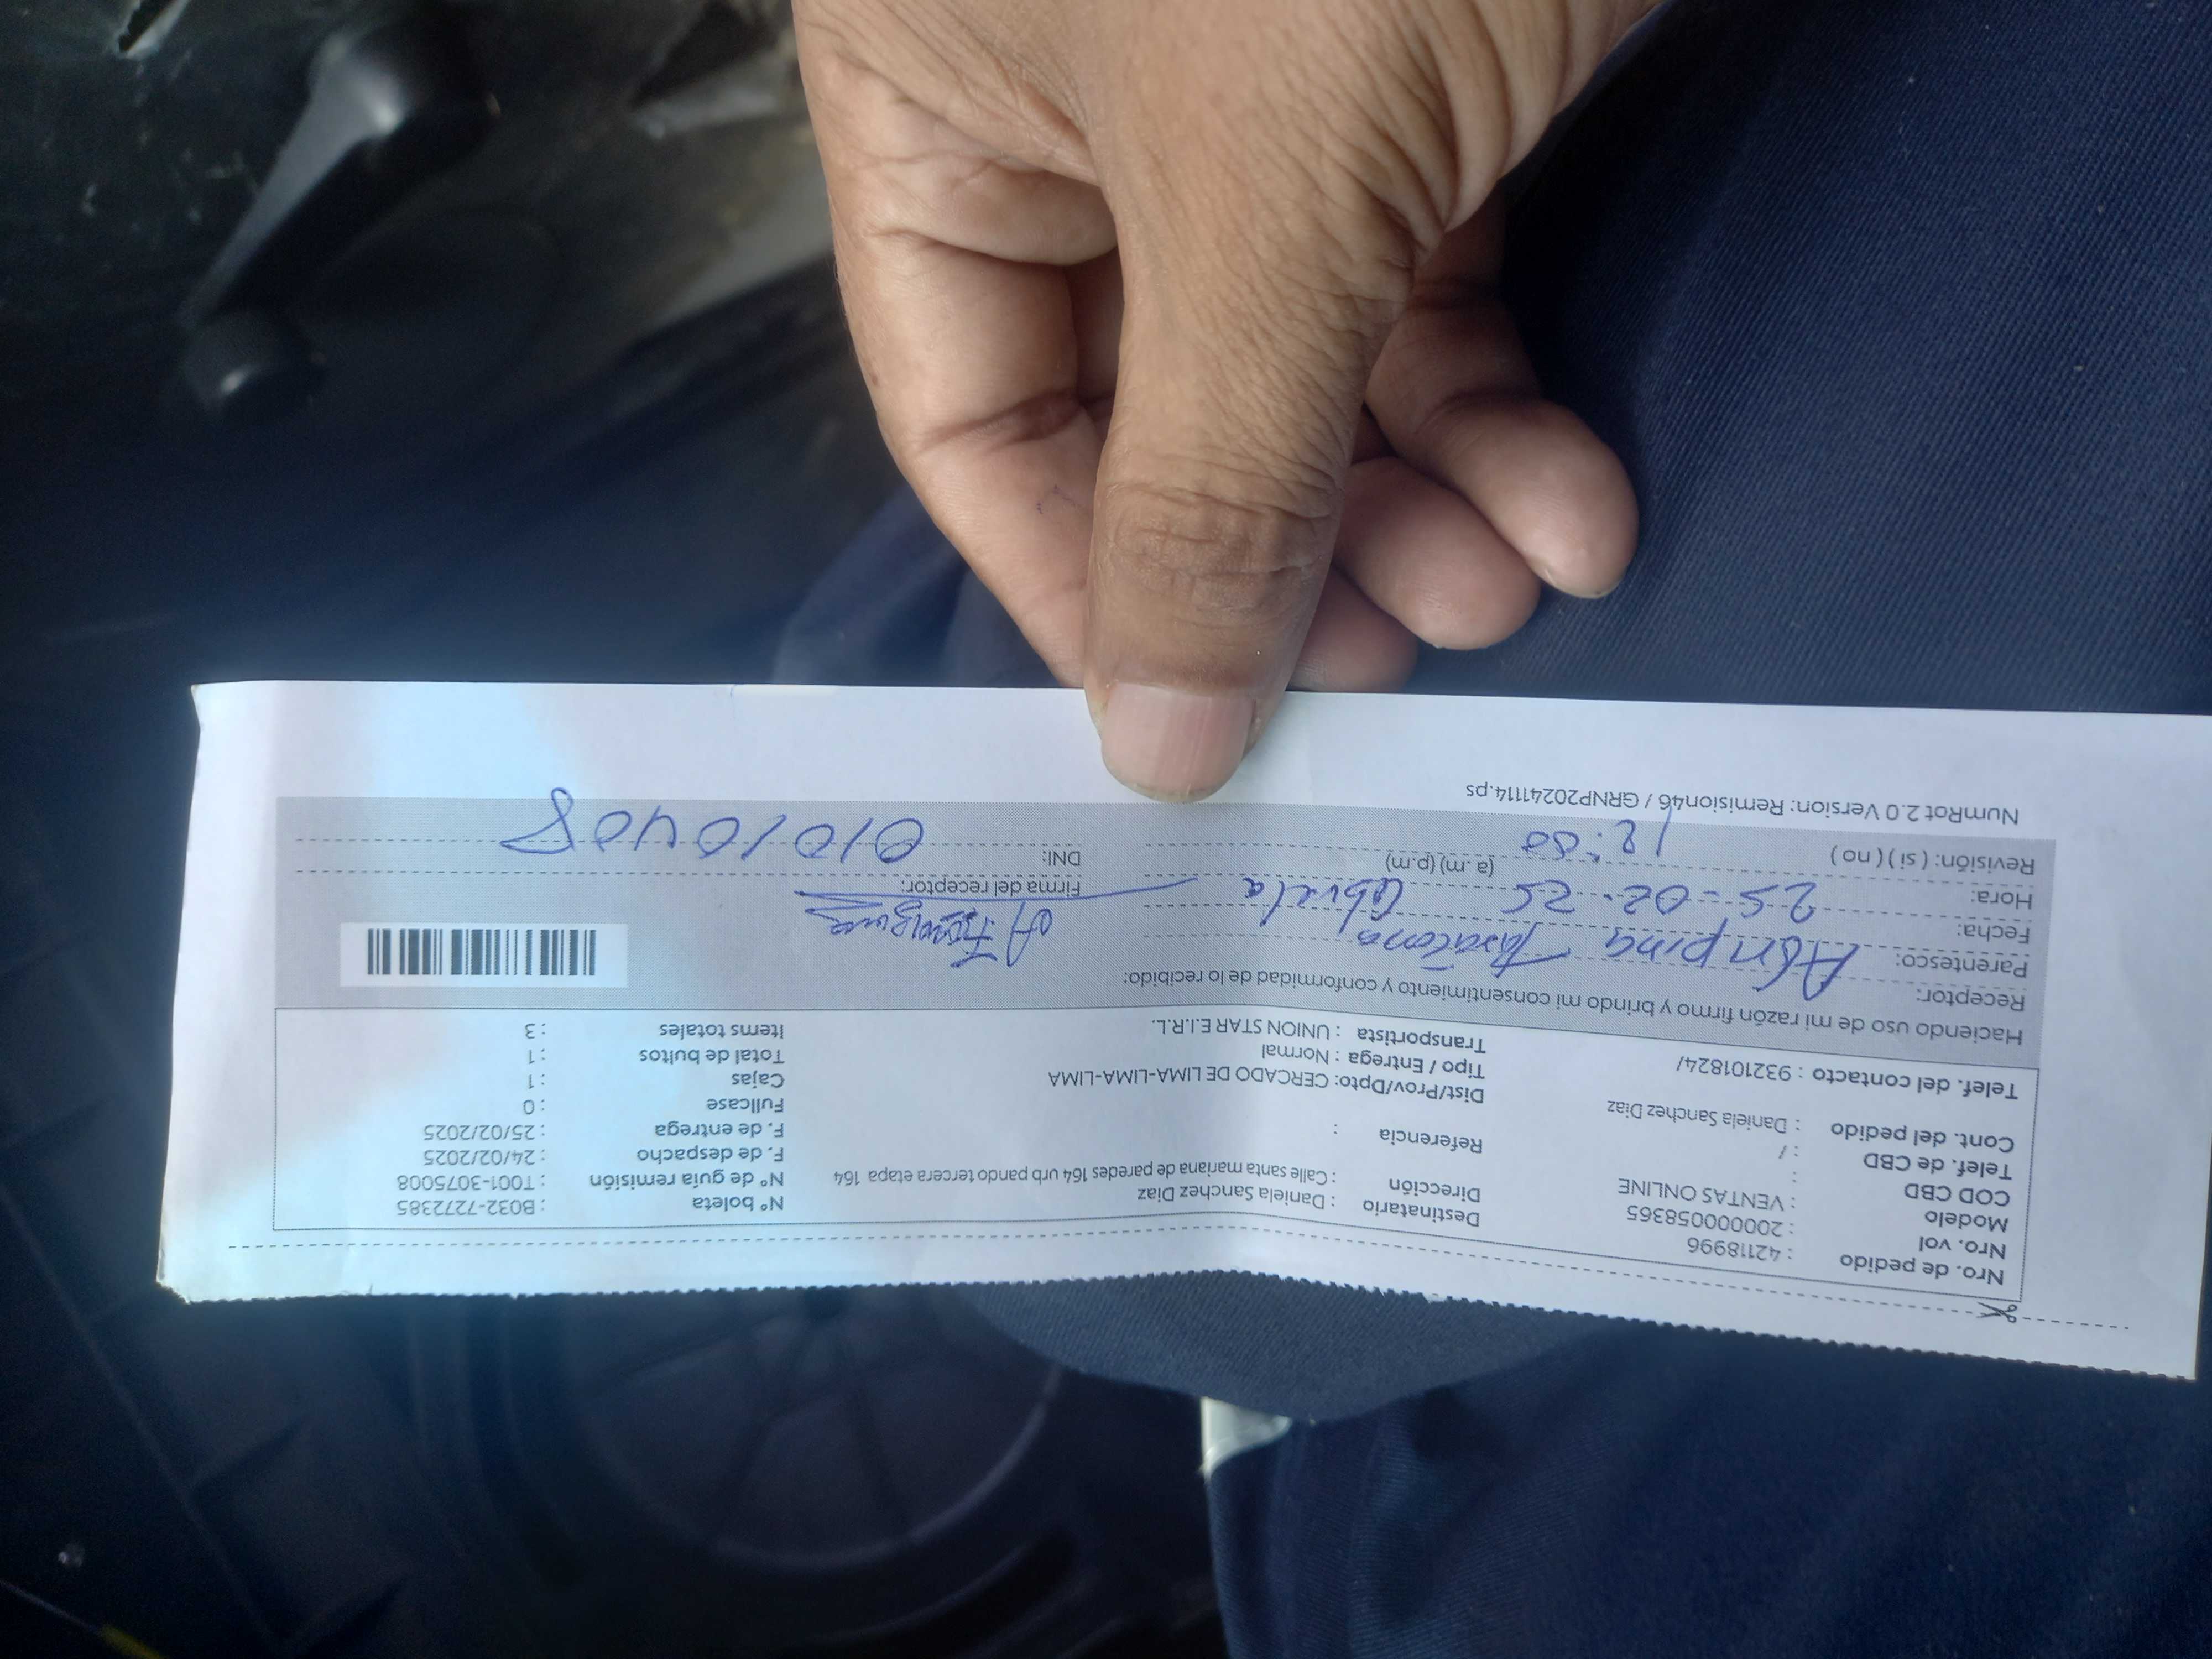 Nro. de pedido : 42118996
Nro. vol : 20000058365
Modelo : VENTAS ONLINE
COD CBD :
Telef. de CBD : /
Cont. del pedido : Daniela Sanchez Diaz
Telef. del contacto : 932101824/
Destinatario : Daniela Sanchez Diaz
Dirección : Calle santa mariana de paredes 164 urb pando tercera etapa 164
Referencia :
Dist/Prov/Dpto: CERCADO DE LIMA-LIMA-LIMA
Tipo / Entrega : Normal
Transportista : UNION STAR E.I.R.L.
N° boleta : B032-7272385
N° de guía remisión : T001-3075008
F. de despacho : 24/02/2025
F. de entrega : 25/02/2025
Fullcase : 0
Cajas : 1
Total de bultos : 1
Items totales : 3
Haciendo uso de mi razón firmo y brindo mi consentimiento y conformidad de lo recibido:
Receptor:
Parentesco: abuela
Fecha: 25-02-25
Hora: 12:00 (a.m) (p.m)
Revisión: ( si ) ( no )
Firma del receptor:
DNI: 01010408
NumRot 2.0 Version: Remision46 / GRNP20241114.ps